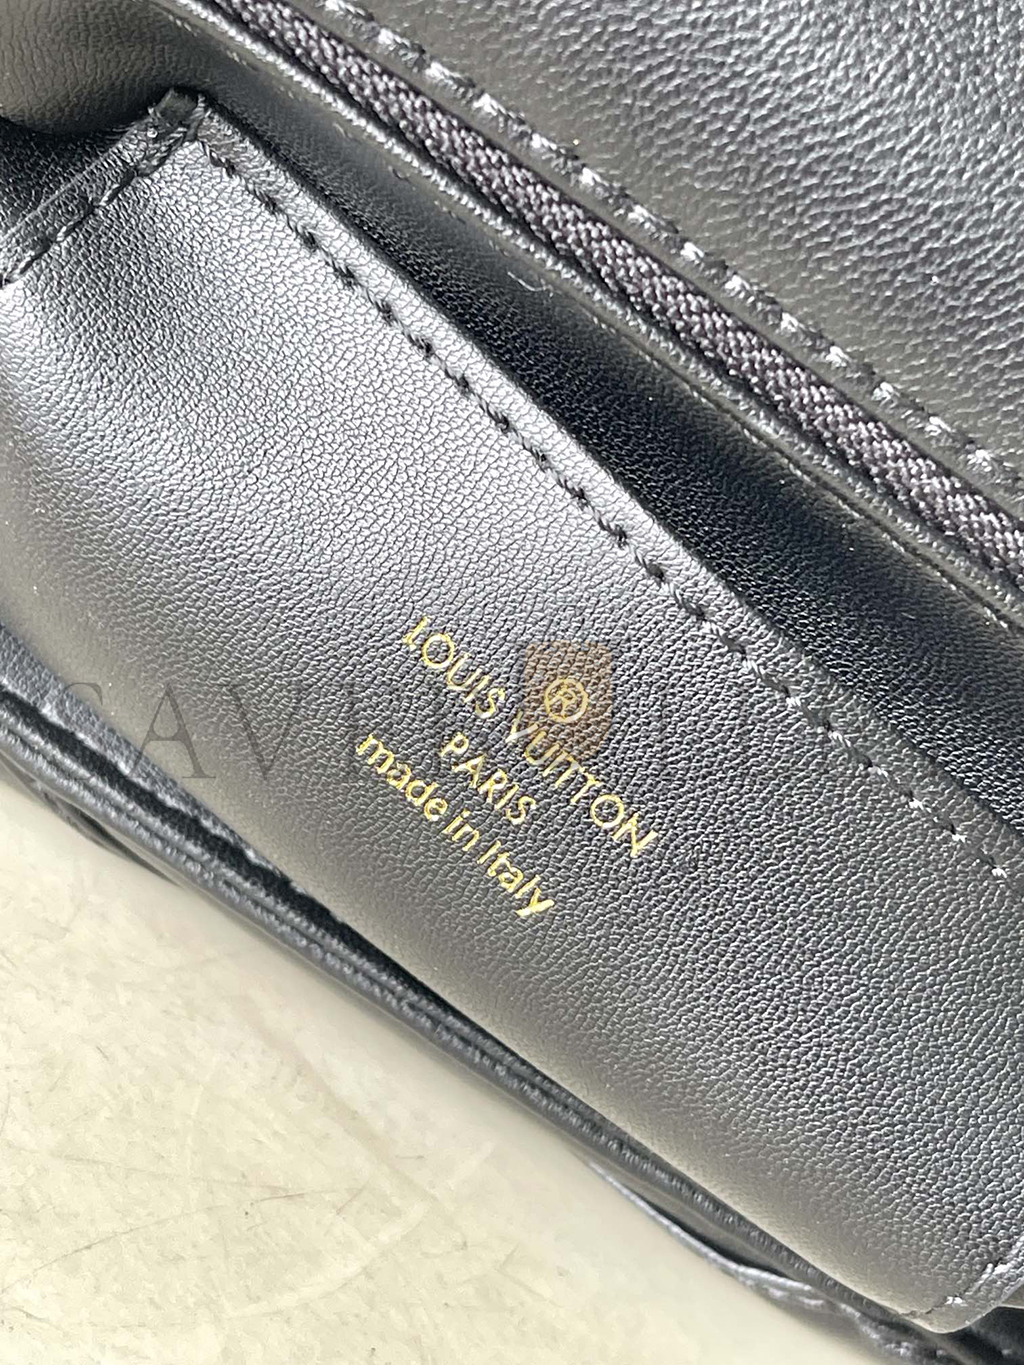 LOUIS VUITTON
®
PARIS
made in Italy